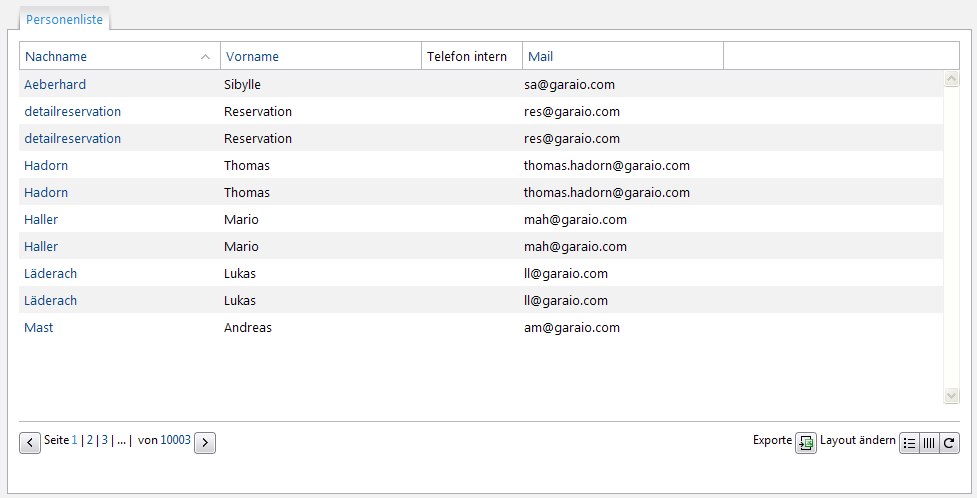 Personenliste
Nachname Vorname Telefon intern Mail
Aeberhard Sibylle sa@garaio.com
detailreservation Reservation res@garaio.com
detailreservation Reservation res@garaio.com
Hadorn Thomas thomas.hadorn@garaio.com
Hadorn Thomas thomas.hadorn@garaio.com
Haller Mario mah@garaio.com
Haller Mario mah@garaio.com
Läderach Lukas ll@garaio.com
Läderach Lukas ll@garaio.com
Mast Andreas am@garaio.com
Seite 1 | 2 | 3 | ... | von 10003 Exporte Layout ändern